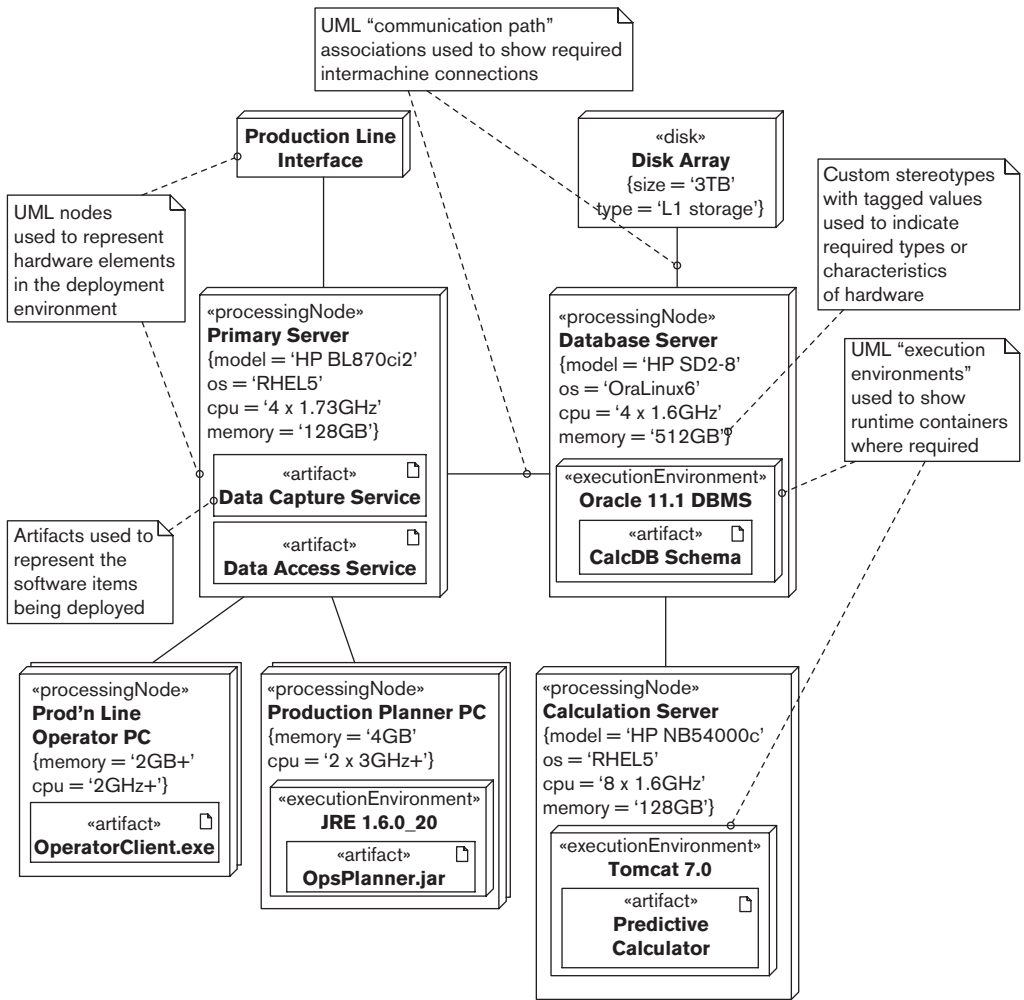 UML “communication path”
associations used to show required
intermachine connections
Production Line
Interface
«disk»
Disk Array
{size = ‘3TB’
type = ‘L1 storage’}
Custom stereotypes
with tagged values
used to indicate
required types or
characteristics
of hardware
UML nodes
used to represent
hardware elements
in the deployment
environment
«processingNode»
Primary Server
{model = ‘HP BL870ci2’
os = ‘RHEL5’
cpu = ‘4 x 1.73GHz’
memory = ‘128GB’}
«artifact»
Data Capture Service
«artifact»
Data Access Service
«processingNode»
Database Server
{model = ‘HP SD2-8’
os = ‘OraLinux6’
cpu = ‘4 x 1.6GHz’
memory = ‘512GB’}
«executionEnvironment»
Oracle 11.1 DBMS
«artifact»
CalcDB Schema
UML “execution
environments”
used to show
runtime containers
where required
Artifacts used to
represent the
software items
being deployed
«processingNode»
Prod’n Line
Operator PC
{memory = ‘2GB+’
cpu = ‘2GHz+’}
«artifact»
OperatorClient.exe
«processingNode»
Production Planner PC
{memory = ‘4GB’
cpu = ‘2 x 3GHz+’}
«executionEnvironment»
JRE 1.6.0_20
«artifact»
OpsPlanner.jar
«processingNode»
Calculation Server
{model = ‘HP NB54000c’
os = ‘RHEL5’
cpu = ‘8 x 1.6GHz’
memory = ‘128GB’}
«executionEnvironment»
Tomcat 7.0
«artifact»
Predictive
Calculator